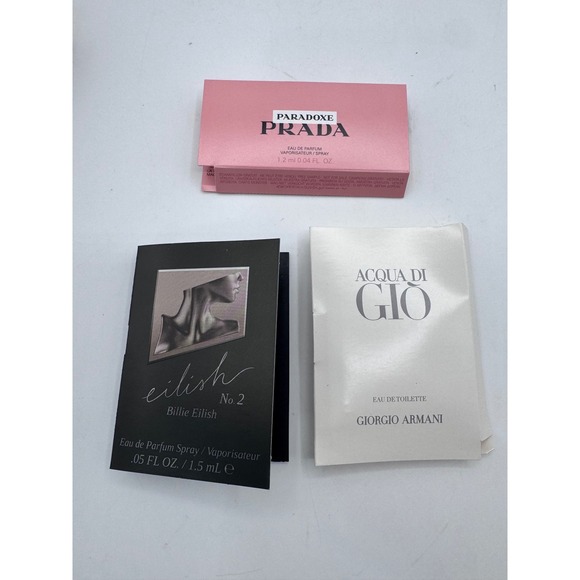 PARADOXE
PRADA
EAU DE PARFUM
VAPORISATEUR / SPRAY
1.2 ml 0.04 FL. OZ.
eilish
No. 2
Billie Eilish
Eau de Parfum Spray / Vaporisateur
.05 FL OZ. / 1.5 mL e
ACQUA DI
GIÒ
EAU DE TOILETTE
GIORGIO ARMANI